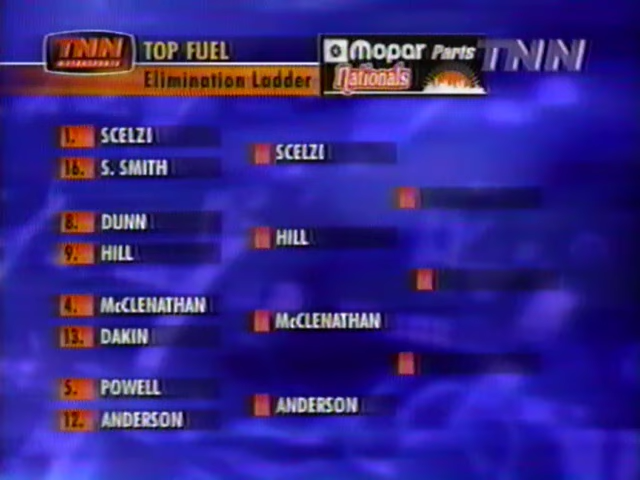 TNN MOTORSPORTS
TOP FUEL
Elimination Ladder
Mopar Parts
Nationals
TNN
1. SCELZI
16. S. SMITH
SCELZI
8. DUNN
9. HILL
HILL
4. McCLENATHAN
13. DAKIN
McCLENATHAN
5. POWELL
12. ANDERSON
ANDERSON